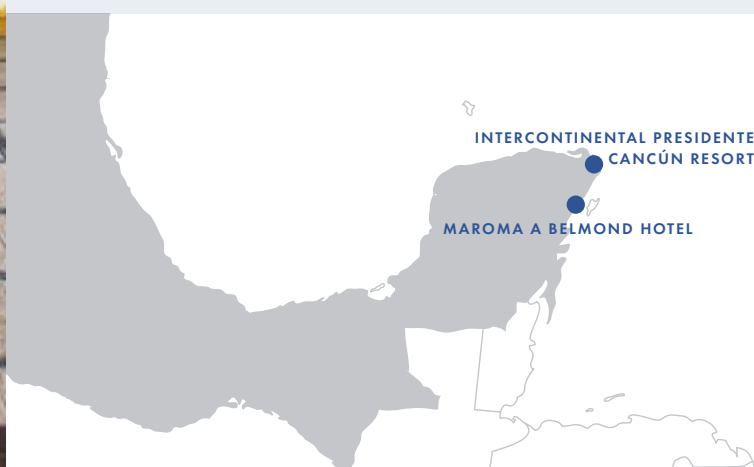 INTERCONTINENTAL PRESIDENTE
CANCÚN RESORT
MAROMA A BELMOND HOTEL